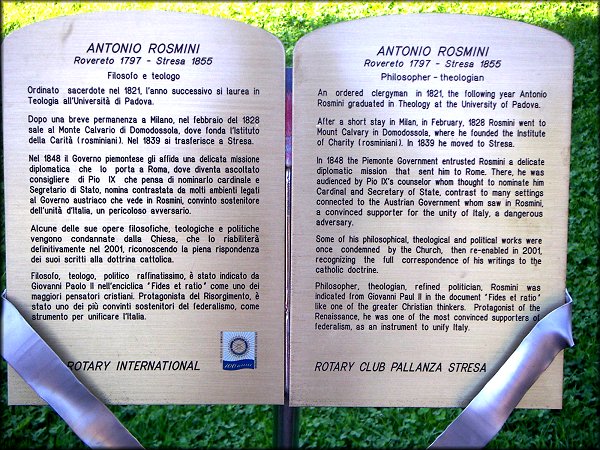 ANTONIO ROSMINI
Rovereto 1797 - Stresa 1855
Filosofo e teologo
Ordinato sacerdote nel 1821, l'anno successivo si laurea in
Teologia all'Università di Padova.
Dopo una breve permanenza a Milano, nel febbraio del 1828
sale al Monte Calvario di Domodossola, dove fonda l'Istituto
della Carità (rosminiani). Nel 1839 si trasferisce a Stresa.
Nel 1848 il Governo piemontese gli affida una delicata missione
diplomatica che lo porta a Roma, dove diventa ascoltato
consigliere di Pio IX che pensa di nominarlo cardinale e
Segretario di Stato, nomina contrastata da molti ambienti legati
al Governo austriaco che vede in Rosmini, convinto sostenitore
dell'unità d'Italia, un pericoloso avversario.
Alcune delle sue opere filosofiche, teologiche e politiche
vengono condannate dalla Chiesa, che lo riabiliterà
definitivamente nel 2001, riconoscendo la piena rispondenza
dei suoi scritti alla dottrina cattolica.
Filosofo, teologo, politico raffinatissimo, è stato indicato da
Giovanni Paolo II nell'enciclica "Fides et ratio" come uno dei
maggiori pensatori cristiani. Protagonista del Risorgimento, è
stato uno dei più convinti sostenitori del federalismo, come
strumento per unificare l'Italia.
ROTARY INTERNATIONAL
ANTONIO ROSMINI
Rovereto 1797 - Stresa 1855
Philosopher - theologian
An ordered clergyman in 1821, the following year Antonio
Rosmini graduated in Theology at the University of Padova.
After a short stay in Milan, in February, 1828 Rosmini went to
Mount Calvary in Domodossola, where he founded the Institute
of Charity (rosminiani). In 1839 he moved to Stresa.
In 1848 the Piemonte Government entrusted Rosmini a delicate
diplomatic mission that sent him to Rome. There, he was
audienced by Pio IX's counselor whom thought to nominate him
Cardinal and Secretary of State, contrast to many settings
connected to the Austrian Government whom saw in Rosmini,
a convinced supporter for the unity of Italy, a dangerous
adversary.
Some of his philosophical, theological and political works were
once condemned by the Church, then re-enabled in 2001,
recognizing the full correspondence of his writings to the
catholic doctrine.
Philosopher, theologian, refined politician, Rosmini was
indicated from Giovanni Paul II in the document "Fides et ratio"
like one of the greater Christian thinkers. Protagonist of the
Renaissance, he was one of the most convinced supporters of
federalism, as an instrument to unify Italy.
ROTARY CLUB PALLANZA STRESA